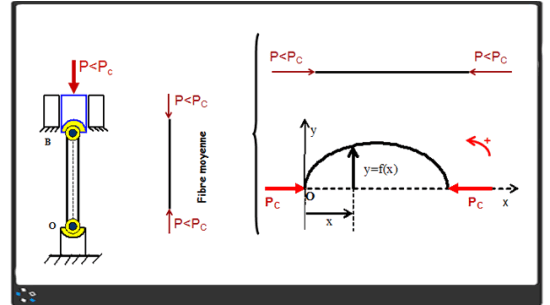 P<Pc
B
O
P<Pc
Fibre moyenne
P<Pc
P<Pc
P<Pc
y
+
y=f(x)
O
Pc
Pc
x
x